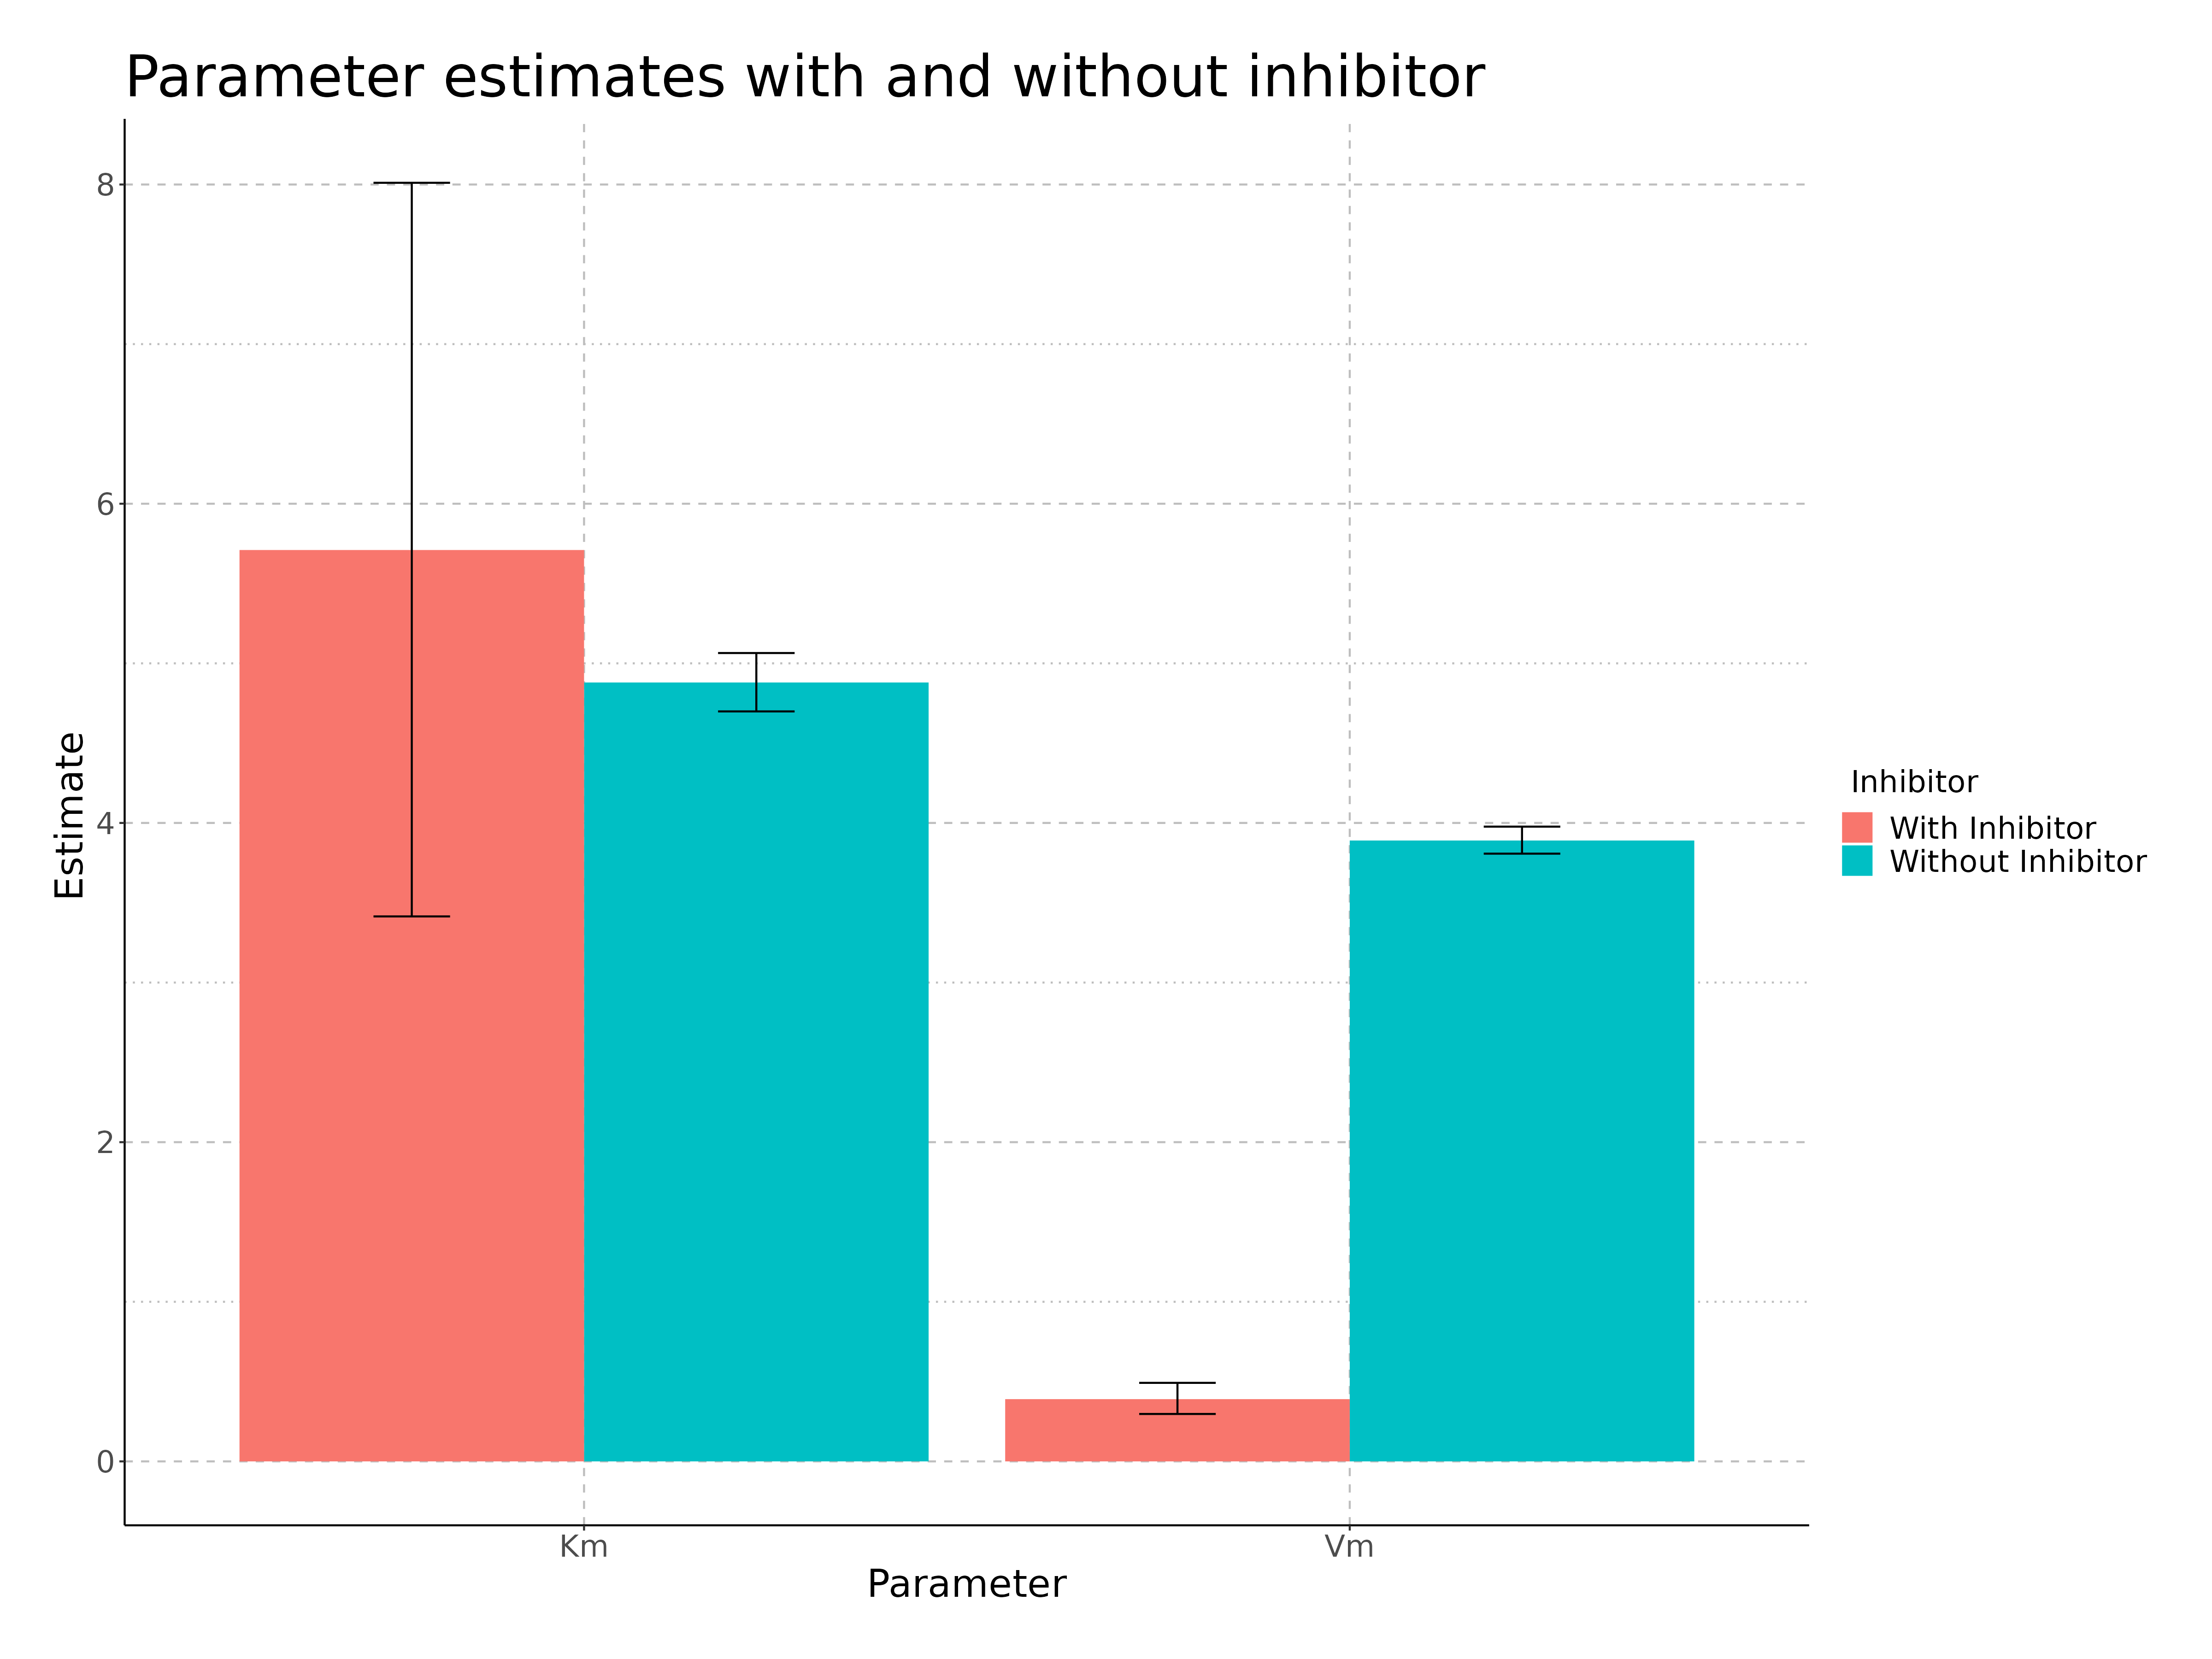 Parameter estimates with and without inhibitor
8
6
4
2
0
Estimate
Km
Vm
Parameter
Inhibitor
With Inhibitor
Without Inhibitor